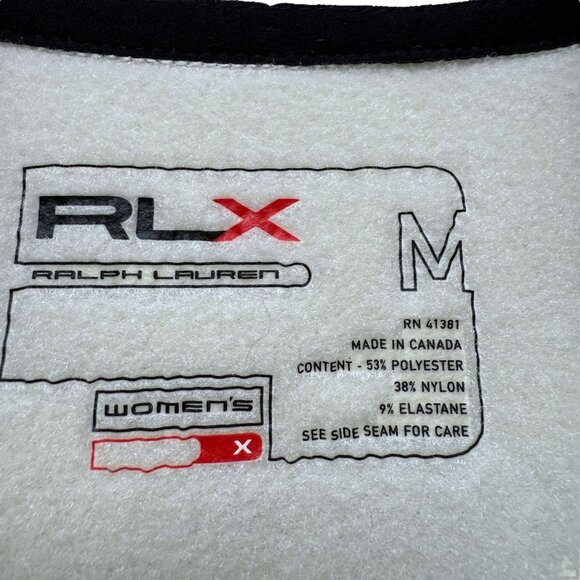 RLX
RALPH LAUREN
M
RN 41381
MADE IN CANADA
CONTENT - 53% POLYESTER
38% NYLON
9% ELASTANE
SEE SIDE SEAM FOR CARE
WOMEN'S
X